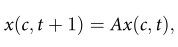 x(c, t + 1) = Ax(c, t),